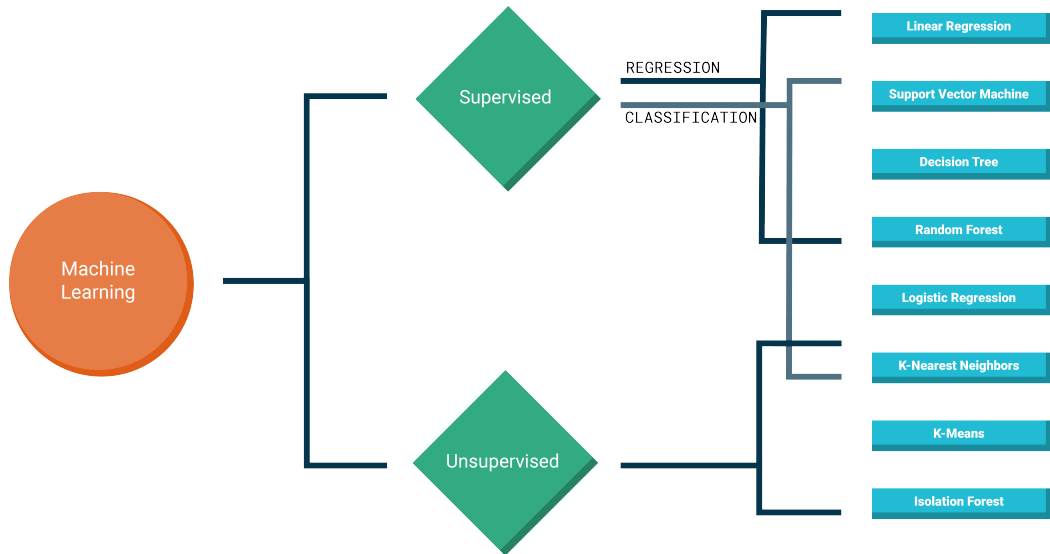 Machine
Learning
Supervised
REGRESSION
CLASSIFICATION
Unsupervised
Linear Regression
Support Vector Machine
Decision Tree
Random Forest
Logistic Regression
K-Nearest Neighbors
K-Means
Isolation Forest